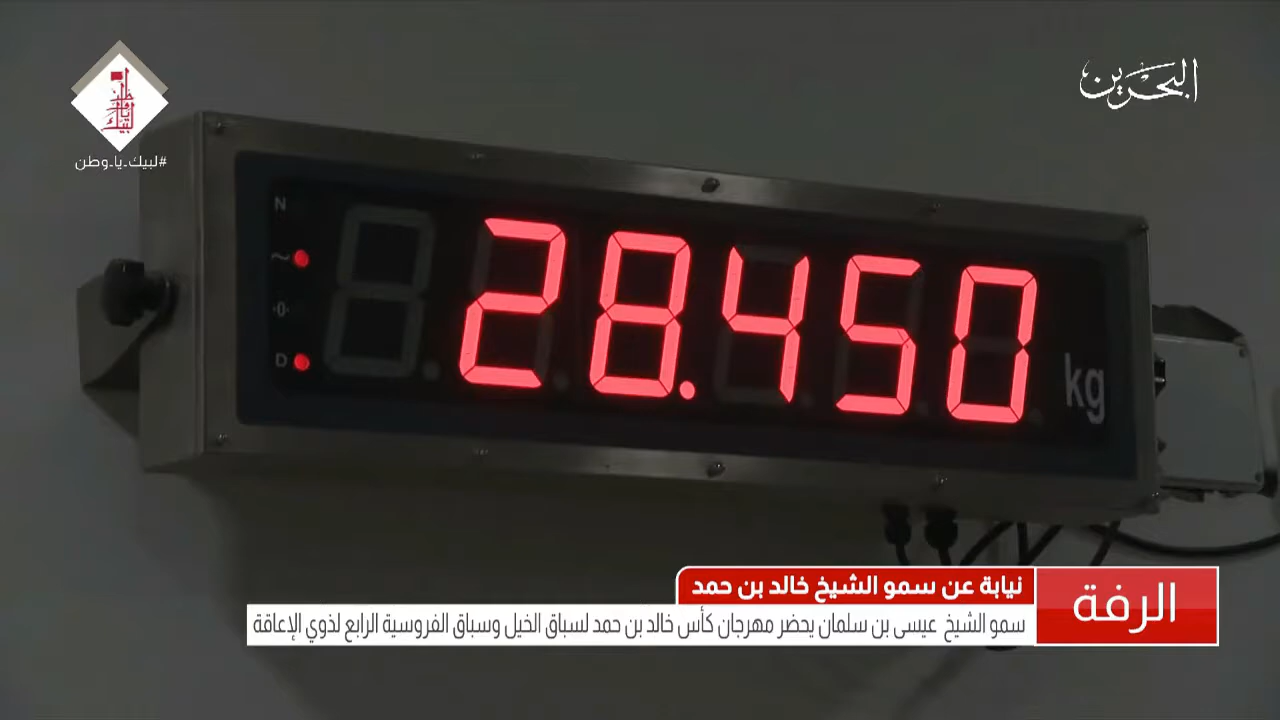 البحرين
لبيك يا وطن
#لبيك_يا_وطن
N
~
0
D
28.450
kg
الرفة
نيابة عن سمو الشيخ خالد بن حمد
سمو الشيخ عيسى بن سلمان يحضر مهرجان كأس خالد بن حمد لسباق الخيل وسباق الفروسية الرابع لذوي الإعاقة